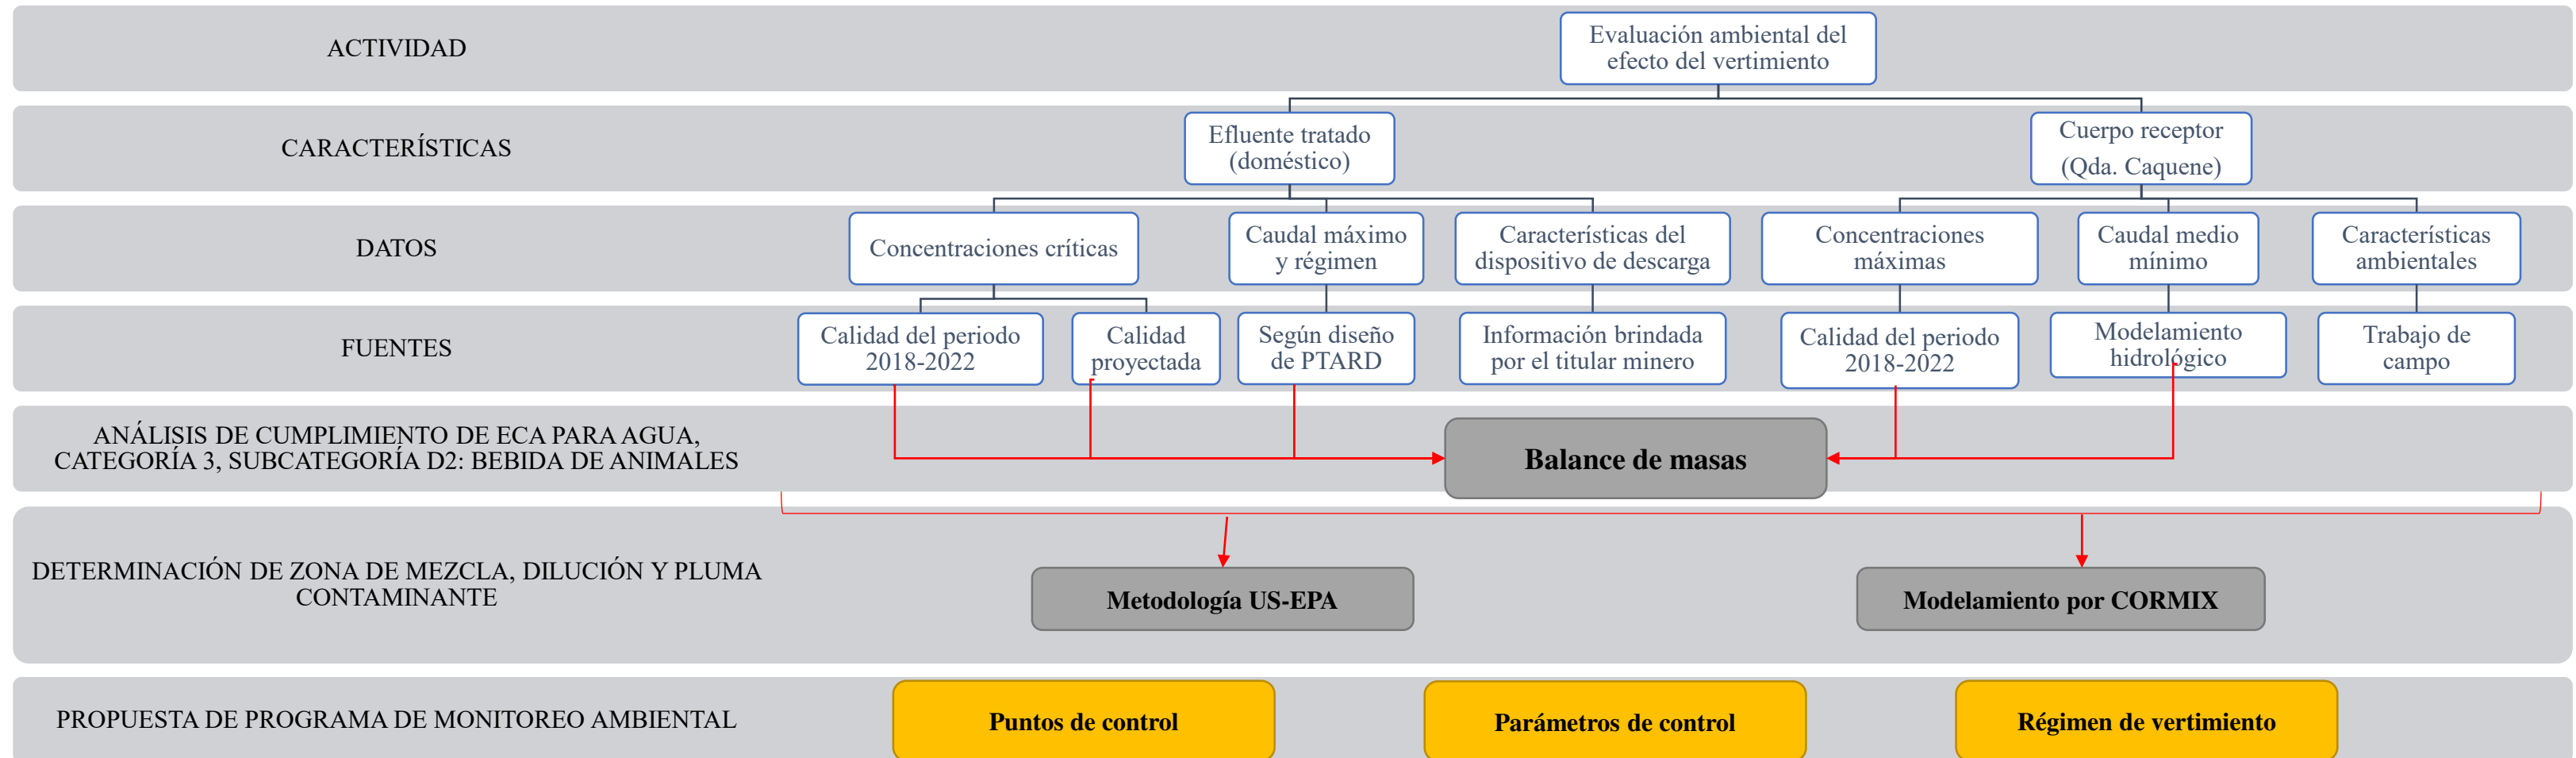 ACTIVIDAD
Evaluación ambiental del
efecto del vertimiento
CARACTERÍSTICAS
Efluente tratado
(doméstico)
Cuerpo receptor
(Qda. Caquene)
DATOS
Concentraciones críticas
Caudal máximo
y régimen
Características del
dispositivo de descarga
Concentraciones
máximas
Caudal medio
mínimo
Características
ambientales
FUENTES
Calidad del periodo
2018-2022
Calidad
proyectada
Según diseño
de PTARD
Información brindada
por el titular minero
Calidad del periodo
2018-2022
Modelamiento
hidrológico
Trabajo de
campo
ANÁLISIS DE CUMPLIMIENTO DE ECA PARA AGUA,
CATEGORÍA 3, SUBCATEGORÍA D2: BEBIDA DE ANIMALES
Balance de masas
DETERMINACIÓN DE ZONA DE MEZCLA, DILUCIÓN Y PLUMA
CONTAMINANTE
Metodología US-EPA
Modelamiento por CORMIX
PROPUESTA DE PROGRAMA DE MONITOREO AMBIENTAL
Puntos de control
Parámetros de control
Régimen de vertimiento